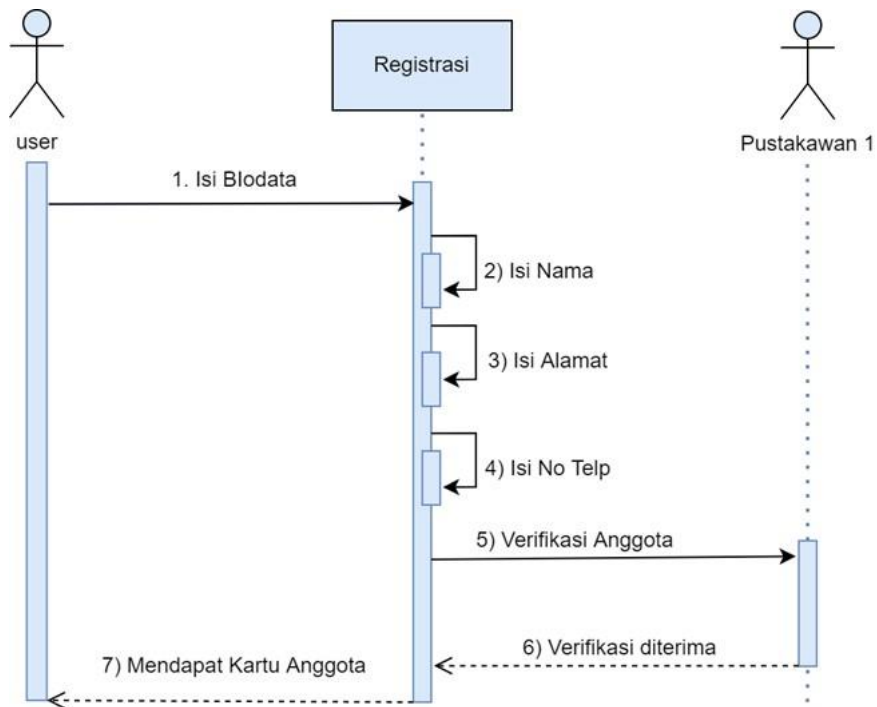 Registrasi
user
Pustakawan 1
1. Isi BIodata
2) Isi Nama
3) Isi Alamat
4) Isi No Telp
5) Verifikasi Anggota
6) Verifikasi diterima
7) Mendapat Kartu Anggota